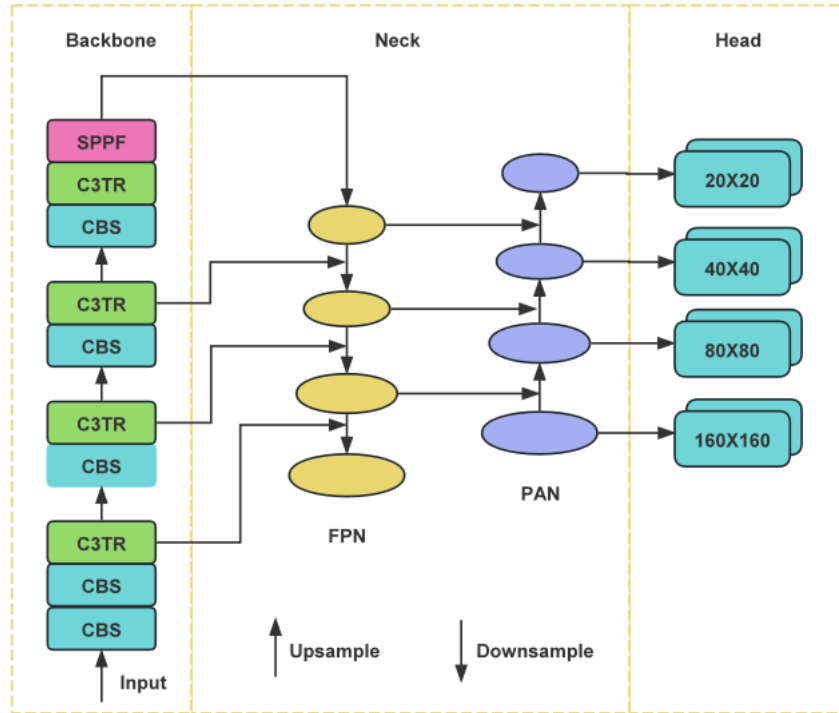 Backbone
Neck
Head
SPPF
C3TR
CBS
C3TR
CBS
C3TR
CBS
C3TR
CBS
CBS
Input
FPN
PAN
Upsample
Downsample
20X20
40X40
80X80
160X160